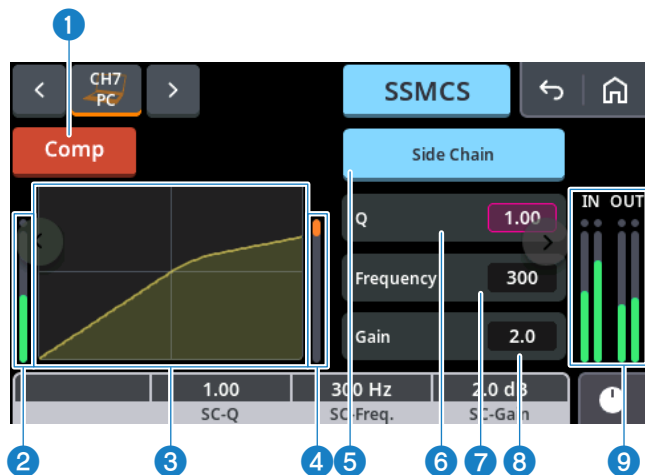 1
CH7
PC
SSMCS
Comp
Side Chain
IN OUT
Q 1.00
Frequency 300
Gain 2.0
1.00 300 Hz 2.0 dB
SC-Q SC-Freq. SC-Gain
2 3 4 5 6 7 8 9